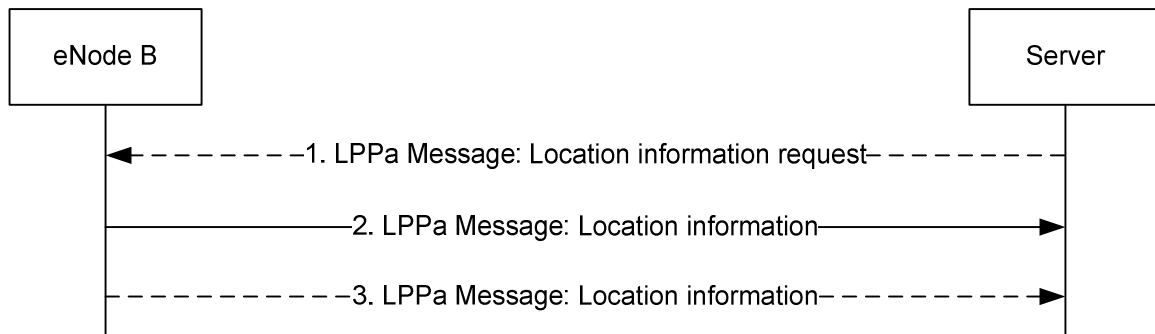 eNode B
Server
1. LPPa Message: Location information request
2. LPPa Message: Location information
3. LPPa Message: Location information